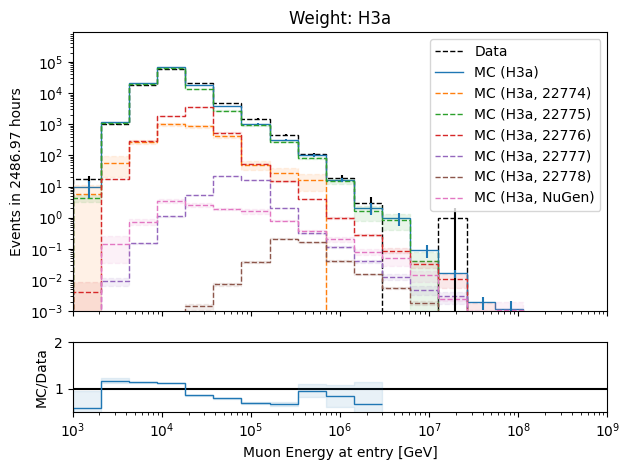 Weight: H3a
Events in 2486.97 hours
10^5
10^4
10^3
10^2
10^1
10^0
10^-1
10^-2
10^-3
Data
MC (H3a)
MC (H3a, 22774)
MC (H3a, 22775)
MC (H3a, 22776)
MC (H3a, 22777)
MC (H3a, 22778)
MC (H3a, NuGen)
MC/Data
2
1
10^3 10^4 10^5 10^6 10^7 10^8 10^9
Muon Energy at entry [GeV]